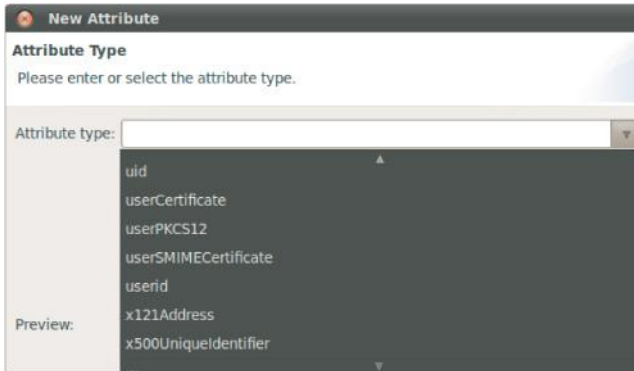 New Attribute
Attribute Type
Please enter or select the attribute type.
Attribute type:
uid
userCertificate
userPKCS12
userSMIMECertificate
userid
x121Address
Preview:
x500UniqueIdentifier